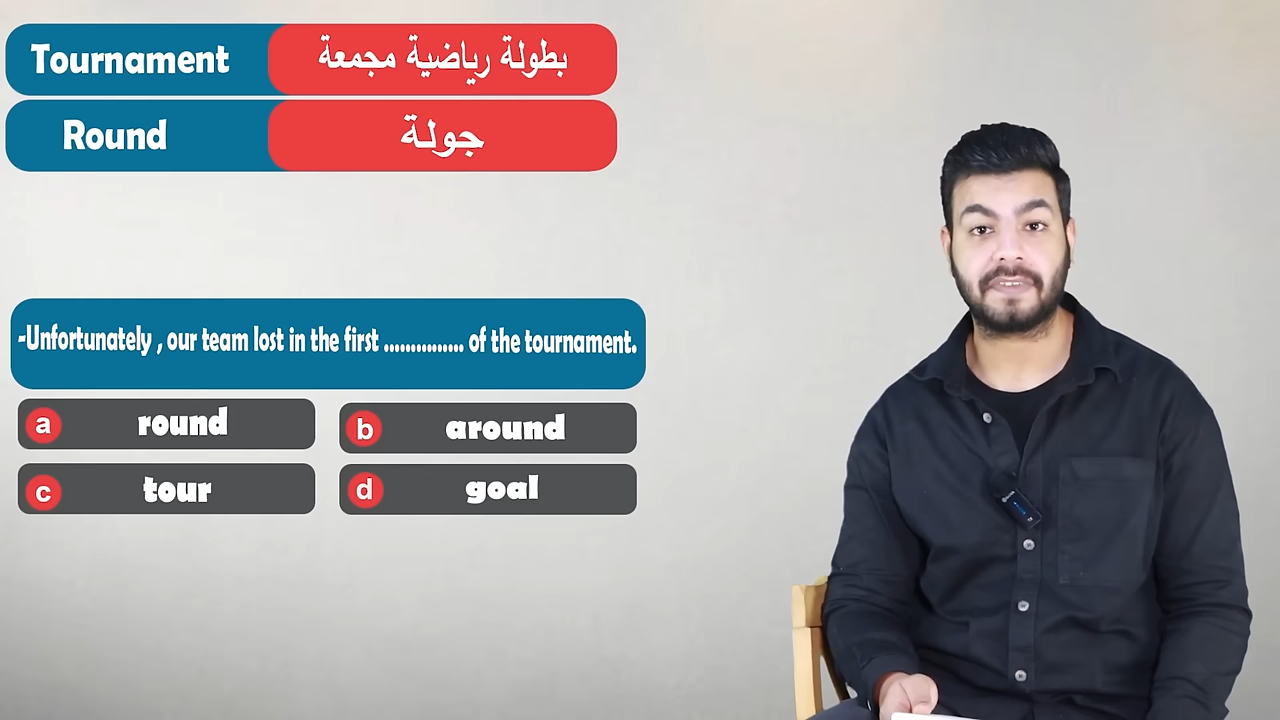 Tournament بطولة رياضية مجمعة
Round جولة
-Unfortunately , our team lost in the first ............... of the tournament.
a round
b around
c tour
d goal